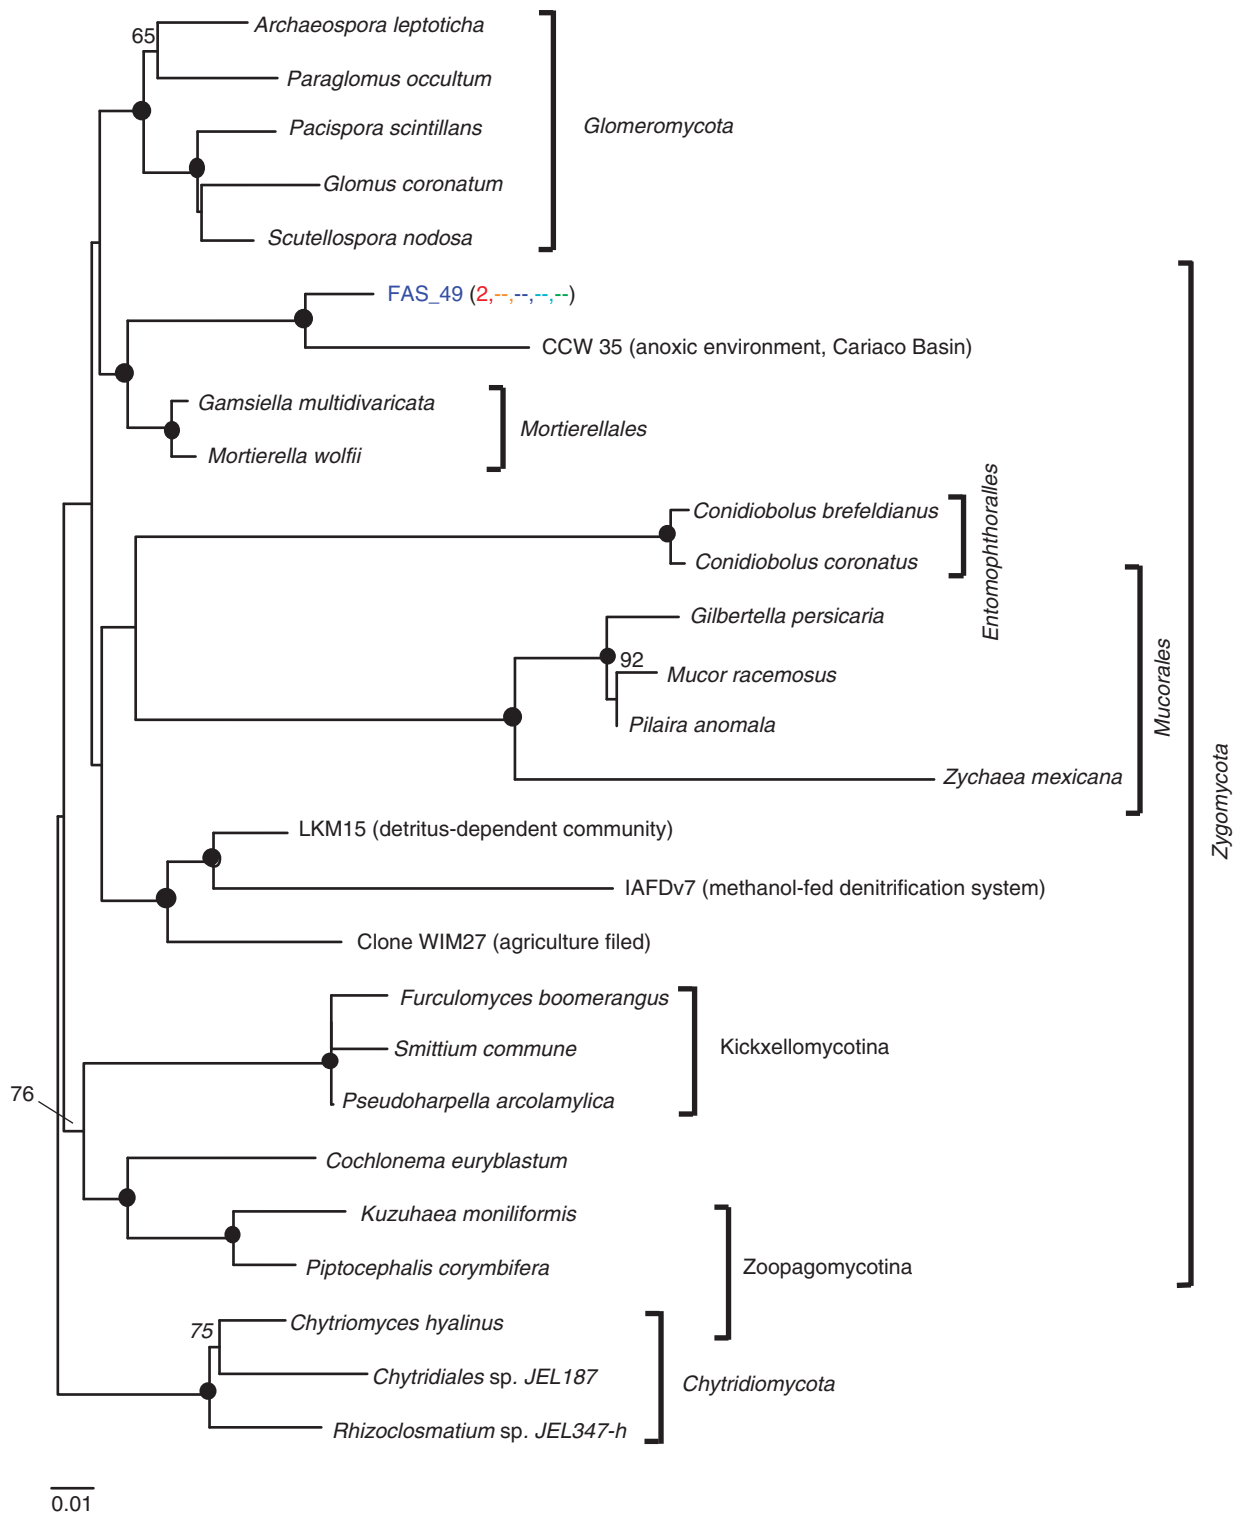 65
Archaeospora leptoticha
Paraglomus occultum
Pacispora scintillans
Glomeromycota
Glomus coronatum
Scutellospora nodosa
FAS_49 (2,--,--,--,--)
CCW 35 (anoxic environment, Cariaco Basin)
Gamsiella multidivaricata
Mortierellales
Mortierella wolfii
Conidiobolus brefeldianus
Conidiobolus coronatus
Entomophthoralles
Gilbertella persicaria
92
Mucor racemosus
Pilaira anomala
Mucorales
Zychaea mexicana
Zygomycota
LKM15 (detritus-dependent community)
IAFDv7 (methanol-fed denitrification system)
Clone WIM27 (agriculture filed)
Furculomyces boomerangus
Smittium commune
Kickxellomycotina
76
Pseudoharpella arcolamylica
Cochlonema euryblastum
Kuzuhaea moniliformis
Piptocephalis corymbifera
Zoopagomycotina
75
Chytriomyces hyalinus
Chytridiales sp. JEL187
Chytridiomycota
Rhizoclosmatium sp. JEL347-h
0.01